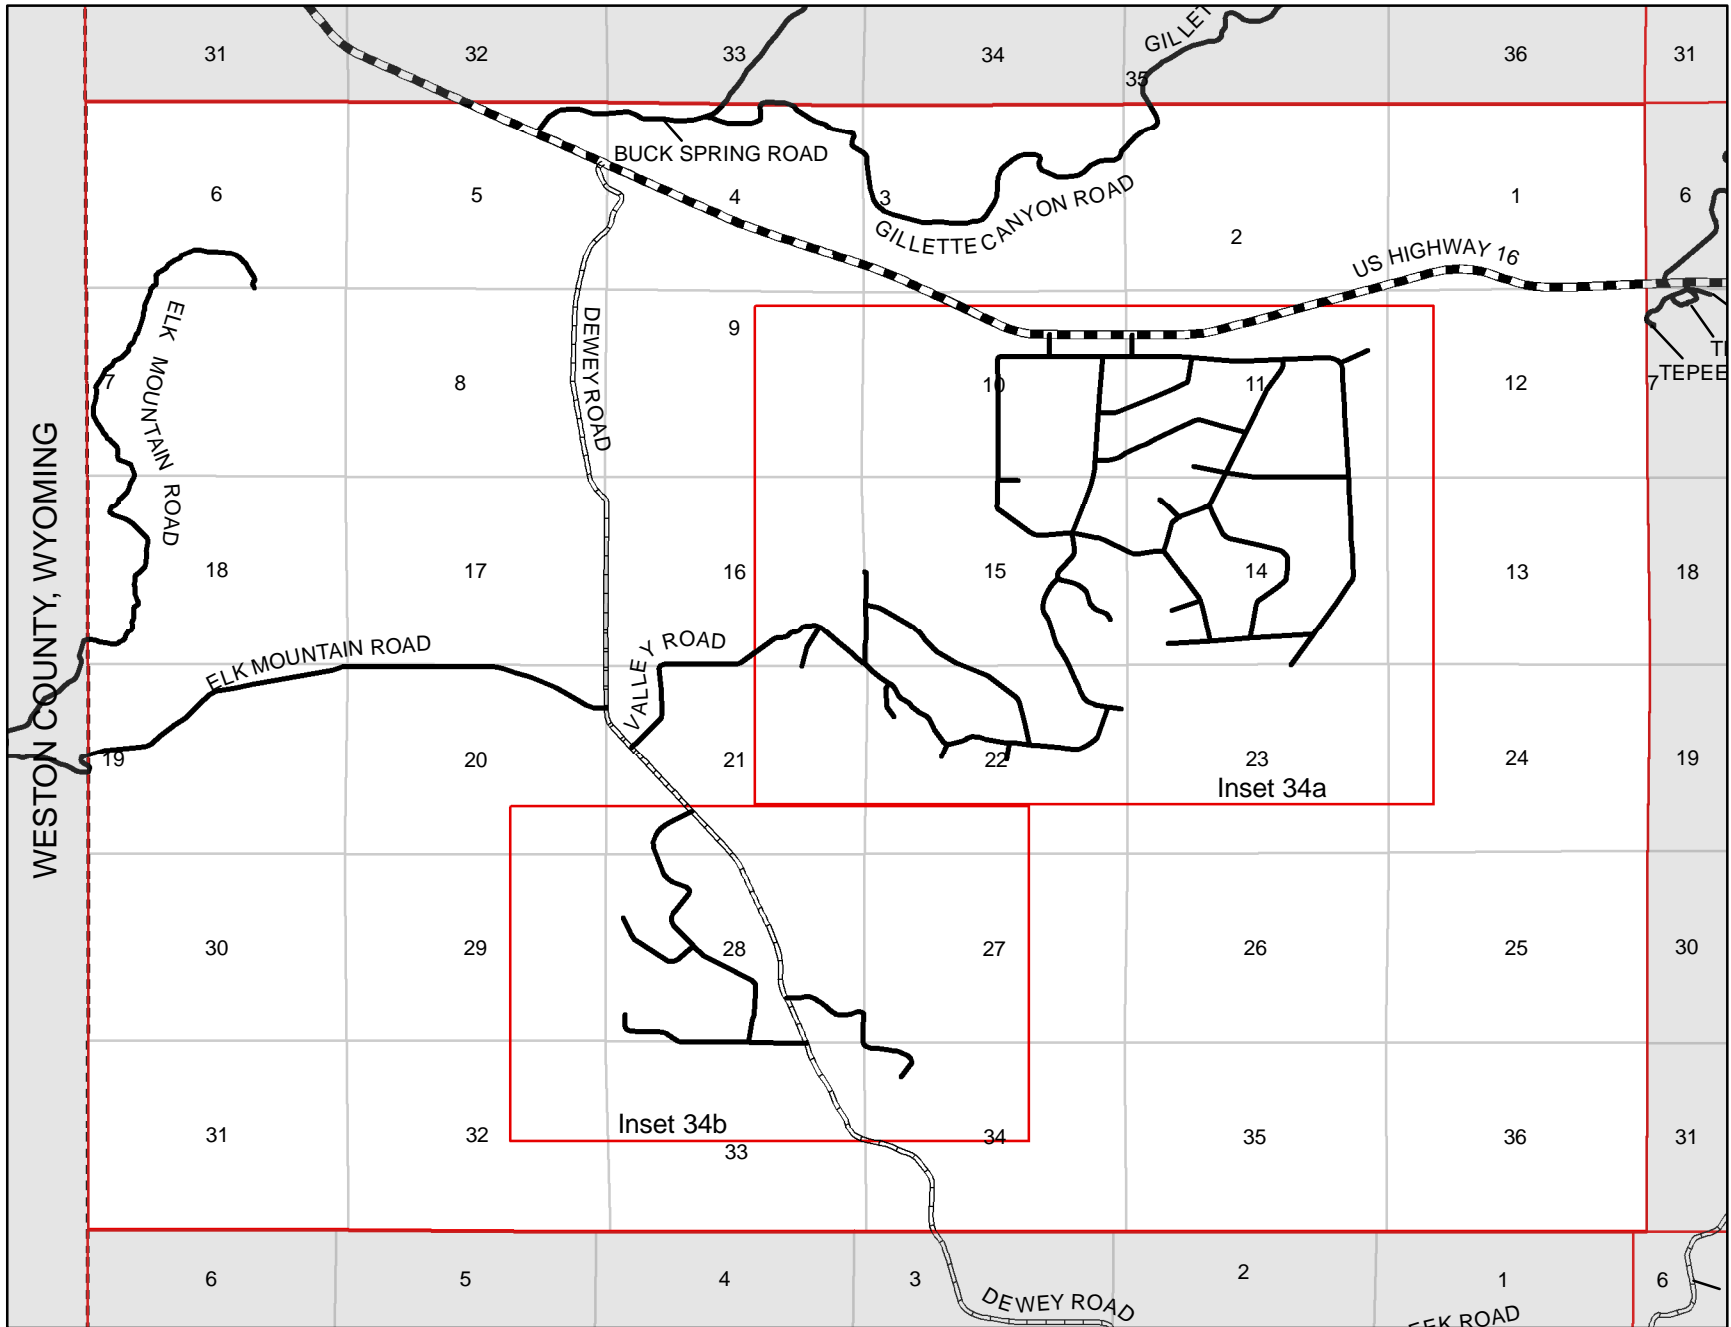 31 32 33 34 35 36 31
GILLET
BUCK SPRING ROAD
6 5 4 3 2 1 6
GILLETTE CANYON ROAD
US HIGHWAY 16
ELK MOUNTAIN ROAD
DEWEY ROAD
7 8 9 10 11 12 7
TEPEE
WESTON COUNTY, WYOMING
18 17 16 15 14 13 18
ELK MOUNTAIN ROAD
VALLEY ROAD
19 20 21 22 23 24 19
Inset 34a
30 29 28 27 26 25 30
Inset 34b
31 32 33 34 35 36 31
6 5 4 3 2 1 6
DEWEY ROAD
ROAD